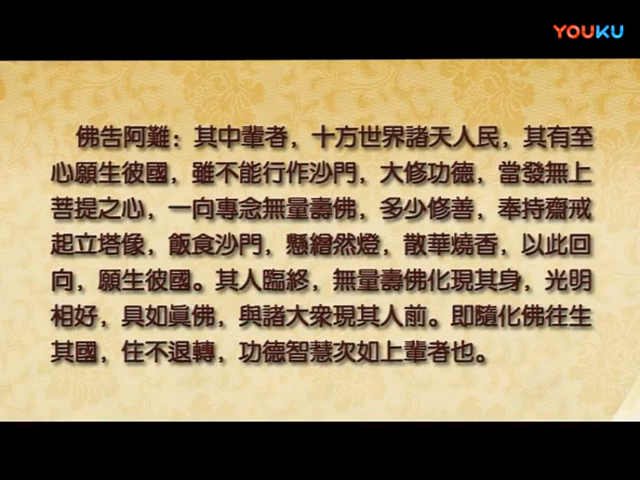 YOUKU
佛告阿難：其中輩者，十方世界諸天人民，其有至
心願生彼國，雖不能行作沙門，大修功德，當發無上
菩提之心，一向專念無量壽佛，多少修善，奉持齋戒
起立塔像，飯食沙門，懸繒然燈，散華燒香，以此回
向，願生彼國。其人臨終，無量壽佛化現其身，光明
相好，具如眞佛，與諸大衆現其人前。即隨化佛往生
其國，住不退轉，功德智慧次如上輩者也。